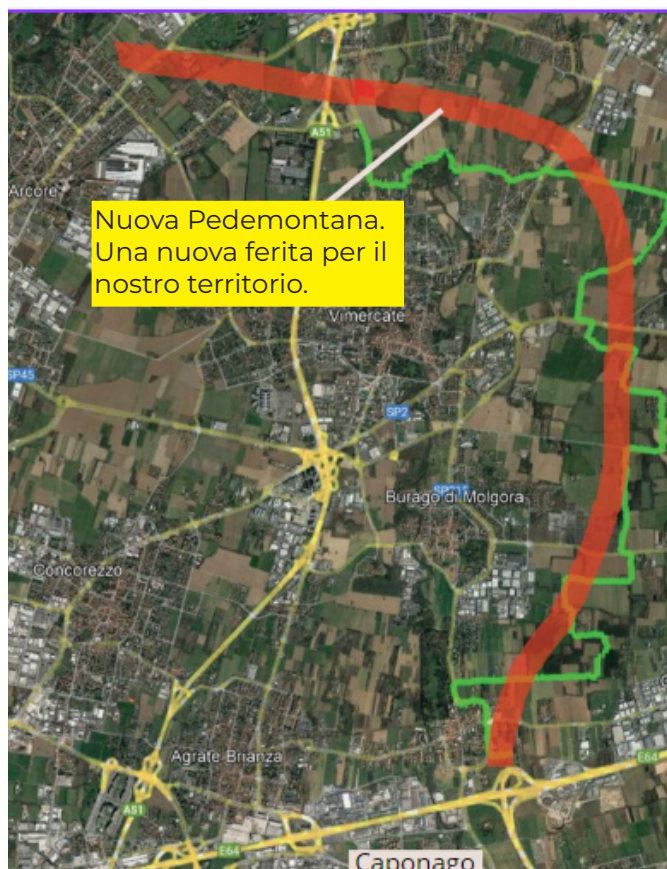 A51
Arcore
Nuova Pedemontana.
Una nuova ferita per il
nostro territorio.
Vimercate
SP45
SP2
Burago di Molgora
Concorezzo
Agrate Brianza
E64
A51
E64
Caponago